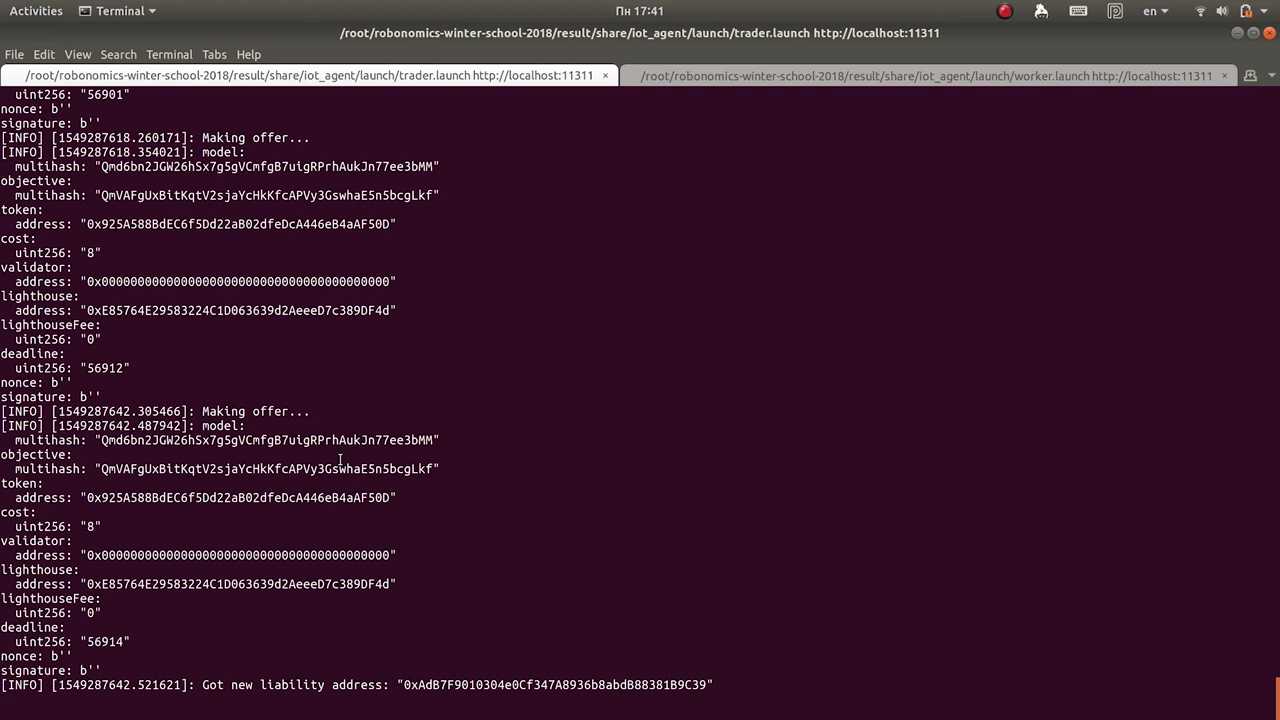 Activities Terminal Пн 17:41 en
/root/robonomics-winter-school-2018/result/share/iot_agent/launch/trader.launch http://localhost:11311
File Edit View Search Terminal Tabs Help
/root/robonomics-winter-school-2018/result/share/iot_agent/launch/trader.launch http://localhost:11311 × /root/robonomics-winter-school-2018/result/share/iot_agent/launch/worker.launch http://localhost:11311 ×
uint256: "56901"
nonce: b''
signature: b''
[INFO] [1549287618.260171]: Making offer...
[INFO] [1549287618.354021]: model:
multihash: "Qmd6bn2JGW26hSx7g5gVCmfgB7uigRPrhAukJn77ee3bMM"
objective:
multihash: "QmVAFgUxBitKqtV2sjaYcHkKfcAPVy3GswhaE5n5bcgLkf"
token:
address: "0x925A588BdEC6f5Dd22aB02dfeDcA446eB4aAF50D"
cost:
uint256: "8"
validator:
address: "0x0000000000000000000000000000000000000000"
lighthouse:
address: "0xE85764E29583224C1D063639d2AeeeD7c389DF4d"
lighthouseFee:
uint256: "0"
deadline:
uint256: "56912"
nonce: b''
signature: b''
[INFO] [1549287642.305466]: Making offer...
[INFO] [1549287642.487942]: model:
multihash: "Qmd6bn2JGW26hSx7g5gVCmfgB7uigRPrhAukJn77ee3bMM"
objective:
multihash: "QmVAFgUxBitKqtV2sjaYcHkKfcAPVy3GswhaE5n5bcgLkf"
token:
address: "0x925A588BdEC6f5Dd22aB02dfeDcA446eB4aAF50D"
cost:
uint256: "8"
validator:
address: "0x0000000000000000000000000000000000000000"
lighthouse:
address: "0xE85764E29583224C1D063639d2AeeeD7c389DF4d"
lighthouseFee:
uint256: "0"
deadline:
uint256: "56914"
nonce: b''
signature: b''
[INFO] [1549287642.521621]: Got new liability address: "0xAdB7F9010304e0Cf347A8936b8abdB88381B9C39"